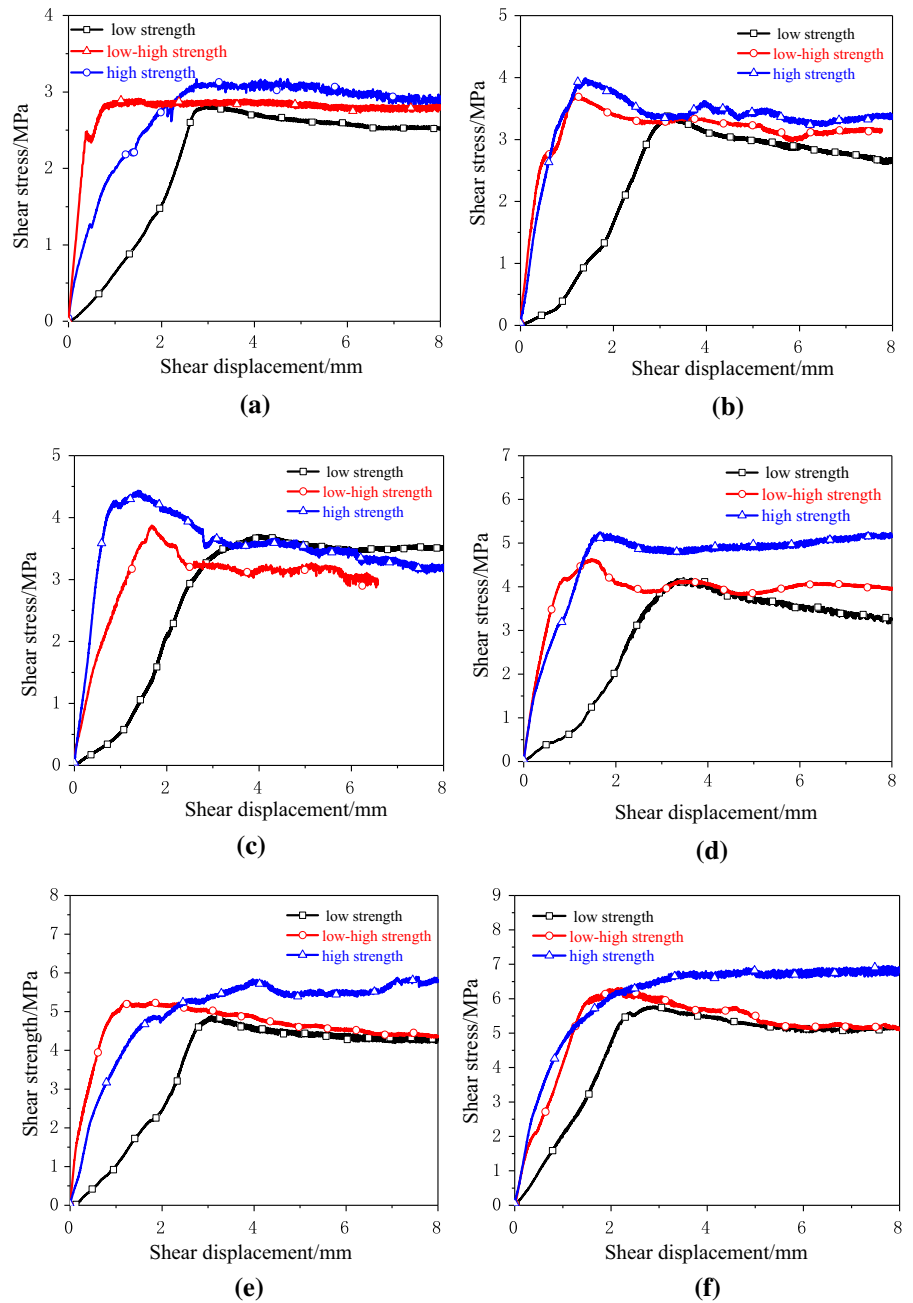 4
3
2
1
0
Shear stress/MPa
low strength
low-high strength
high strength
0 2 4 6 8
Shear displacement/mm
(a)
5
4
3
2
1
0
Shear stress/MPa
low strength
low-high strength
high strength
0 2 4 6 8
Shear displacement/mm
(b)
5
4
3
2
1
0
Shear stress/MPa
low strength
low-high strength
high strength
0 2 4 6 8
Shear displacement/mm
(c)
7
6
5
4
3
2
1
0
Shear stress/MPa
low strength
low-high strength
high strength
0 2 4 6 8
Shear displacement/mm
(d)
8
7
6
5
4
3
2
1
0
Shear strength/MPa
low strength
low-high strength
high strength
0 2 4 6 8
Shear displacement/mm
(e)
9
8
7
6
5
4
3
2
1
0
Shear stress/MPa
low strength
low-high strength
high strength
0 2 4 6 8
Shear displacement/mm
(f)